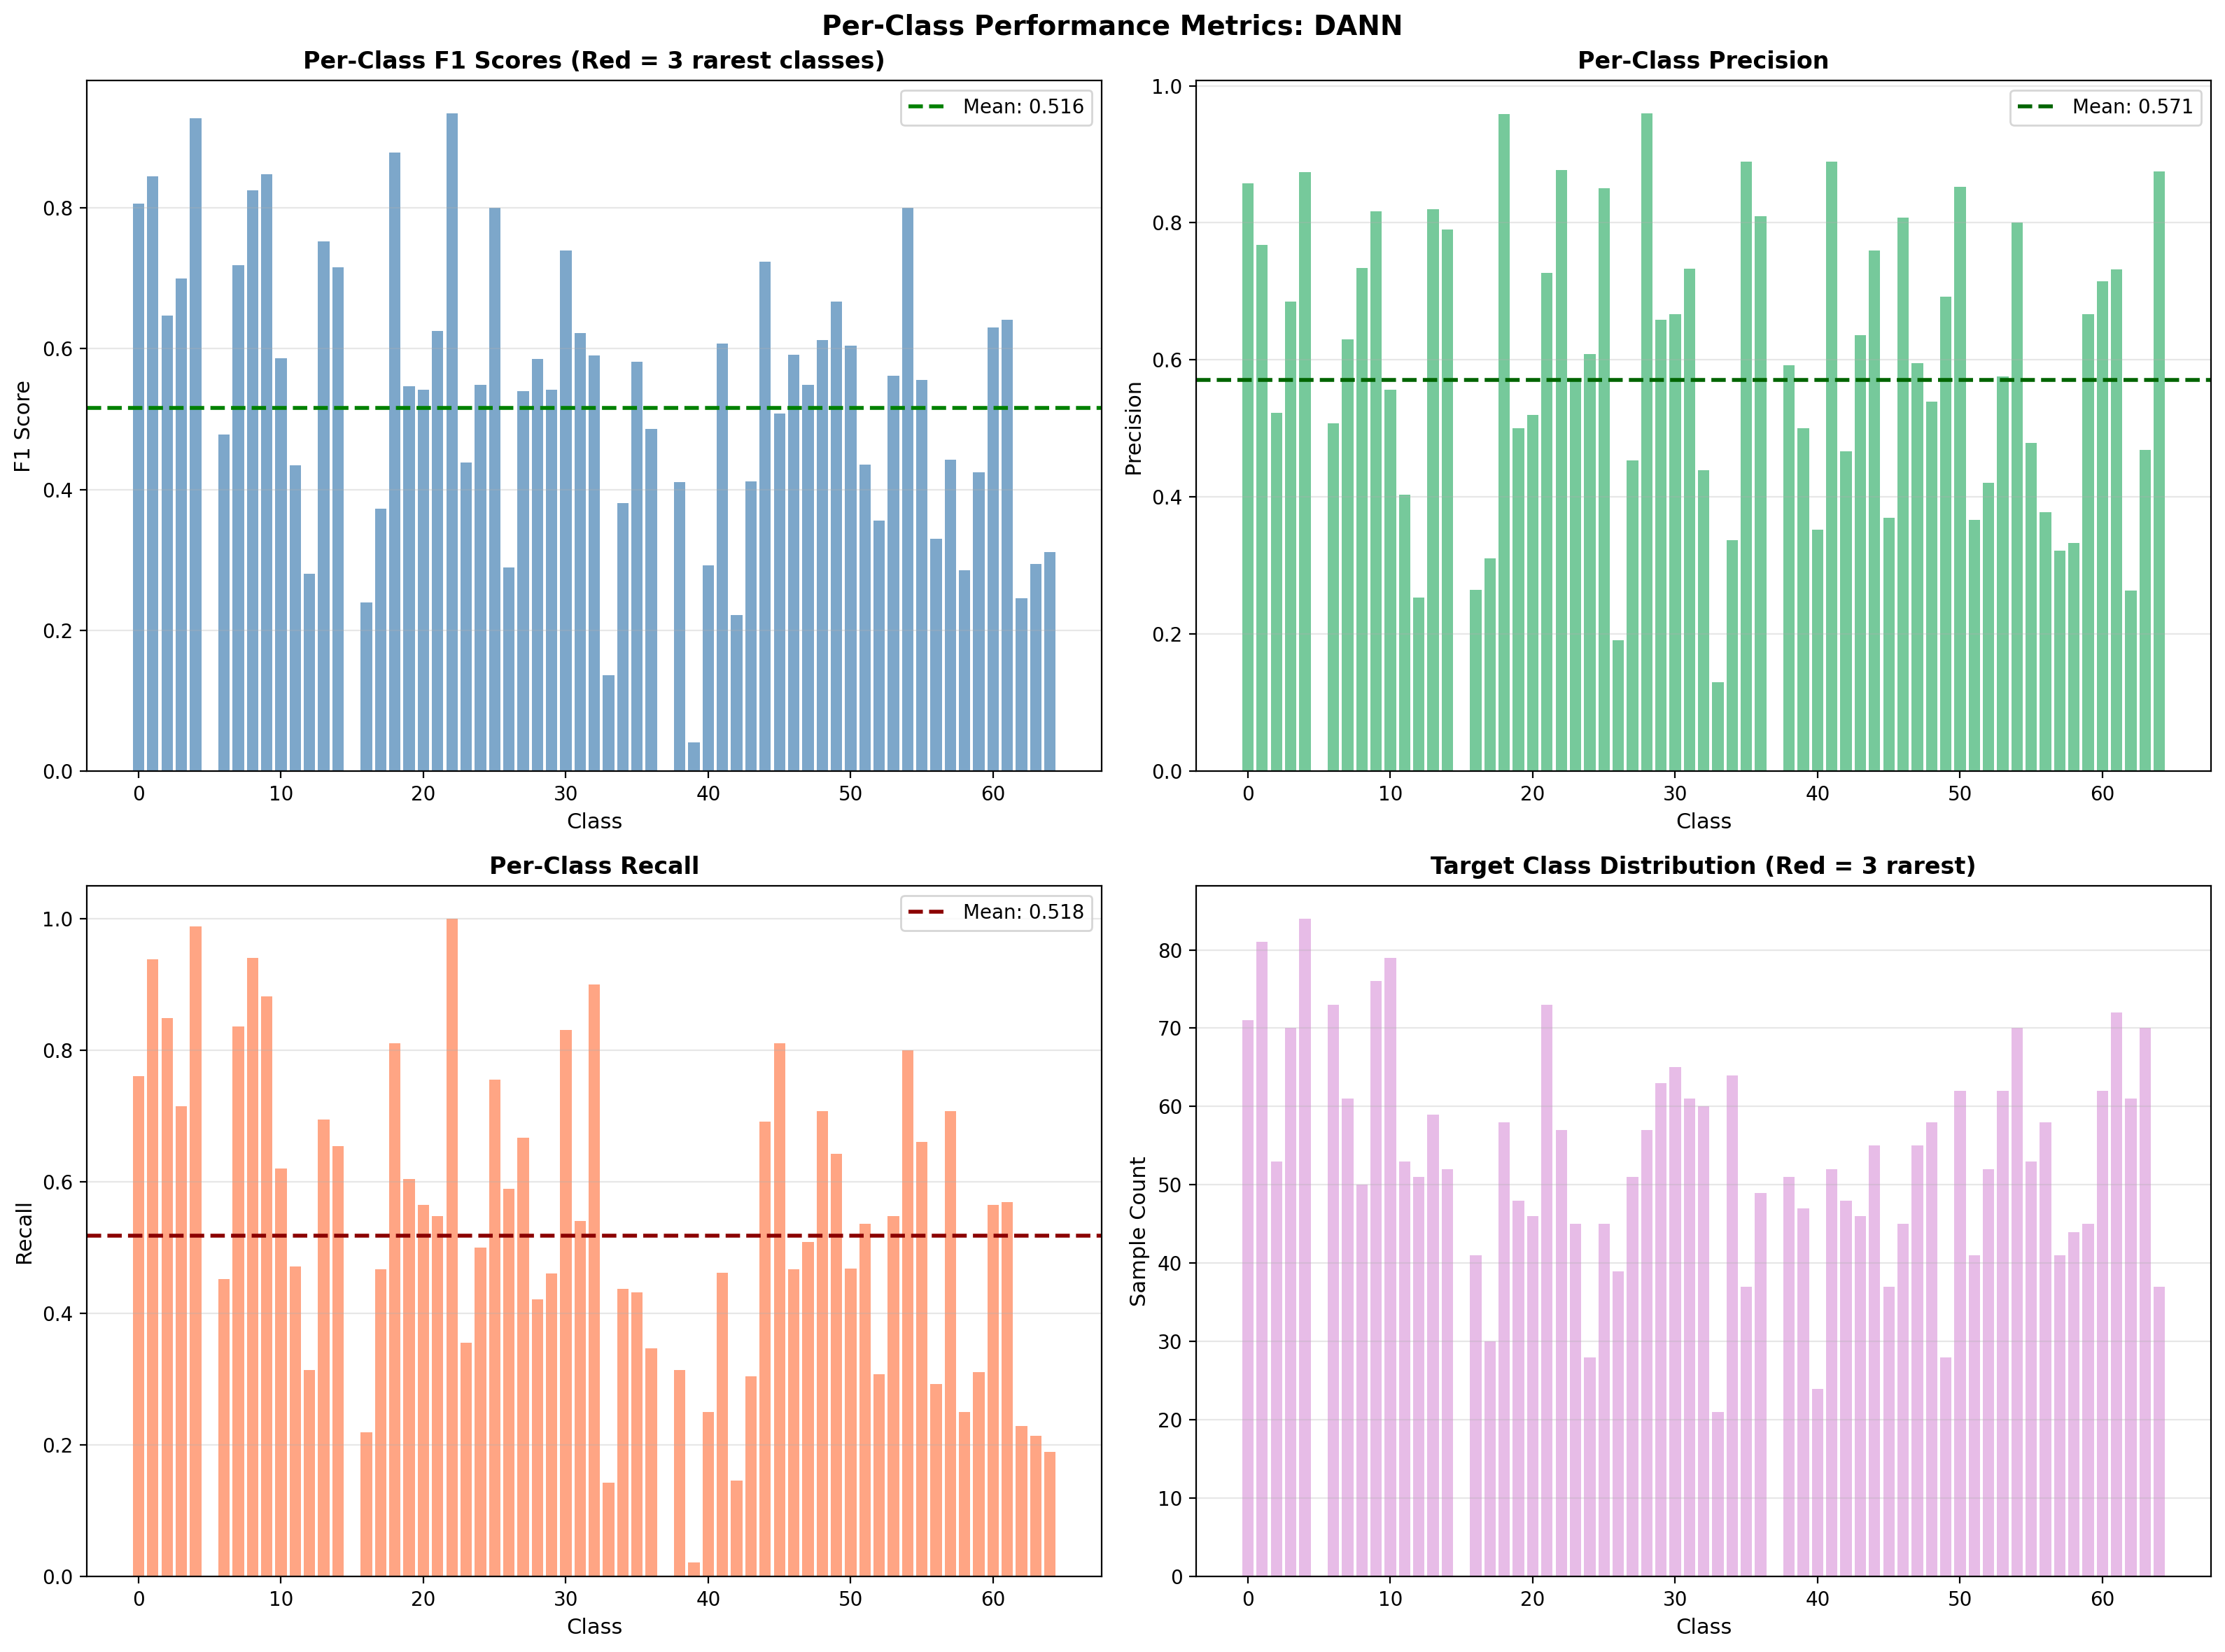 Per-Class Performance Metrics: DANN
Per-Class F1 Scores (Red = 3 rarest classes)
Mean: 0.516
F1 Score
0.8
0.6
0.4
0.2
0.0
0 10 20 30 40 50 60
Class
Per-Class Precision
Mean: 0.571
Precision
1.0
0.8
0.6
0.4
0.2
0.0
0 10 20 30 40 50 60
Class
Per-Class Recall
Mean: 0.518
Recall
1.0
0.8
0.6
0.4
0.2
0.0
0 10 20 30 40 50 60
Class
Target Class Distribution (Red = 3 rarest)
Sample Count
80
70
60
50
40
30
20
10
0
0 10 20 30 40 50 60
Class